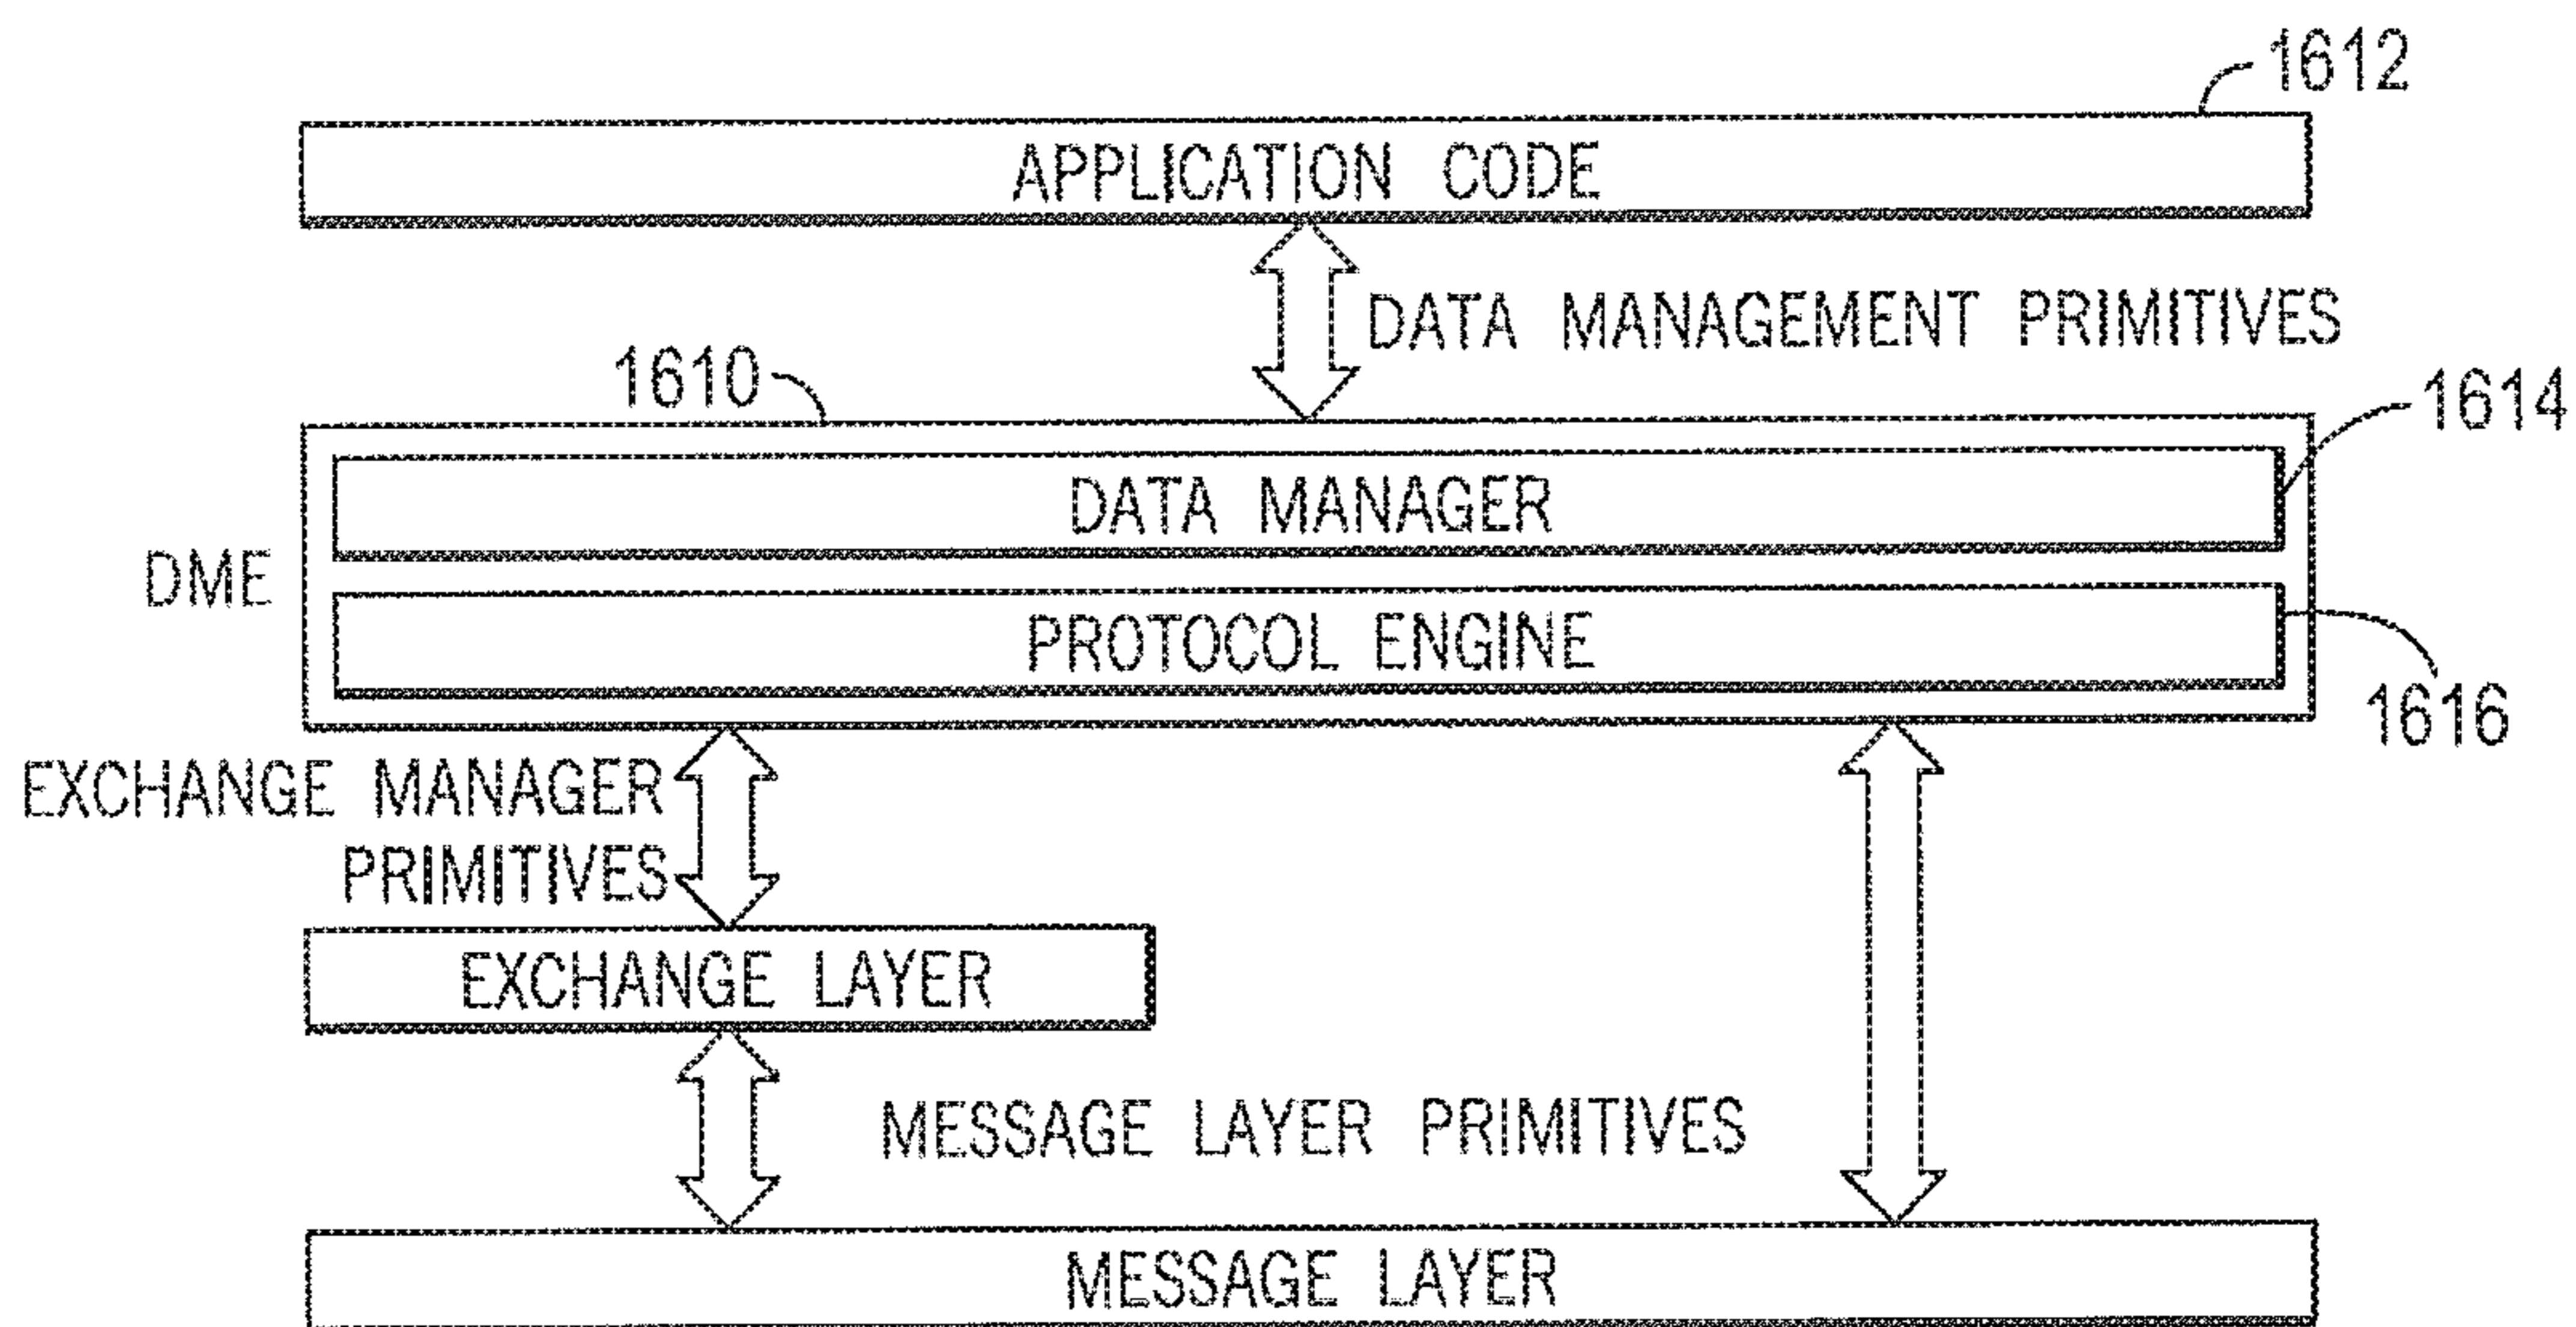 1612
APPLICATION CODE
DATA MANAGEMENT PRIMITIVES
1610
1614
DATA MANAGER
DME
PROTOCOL ENGINE
1616
EXCHANGE MANAGER
PRIMITIVES
EXCHANGE LAYER
MESSAGE LAYER PRIMITIVES
MESSAGE LAYER